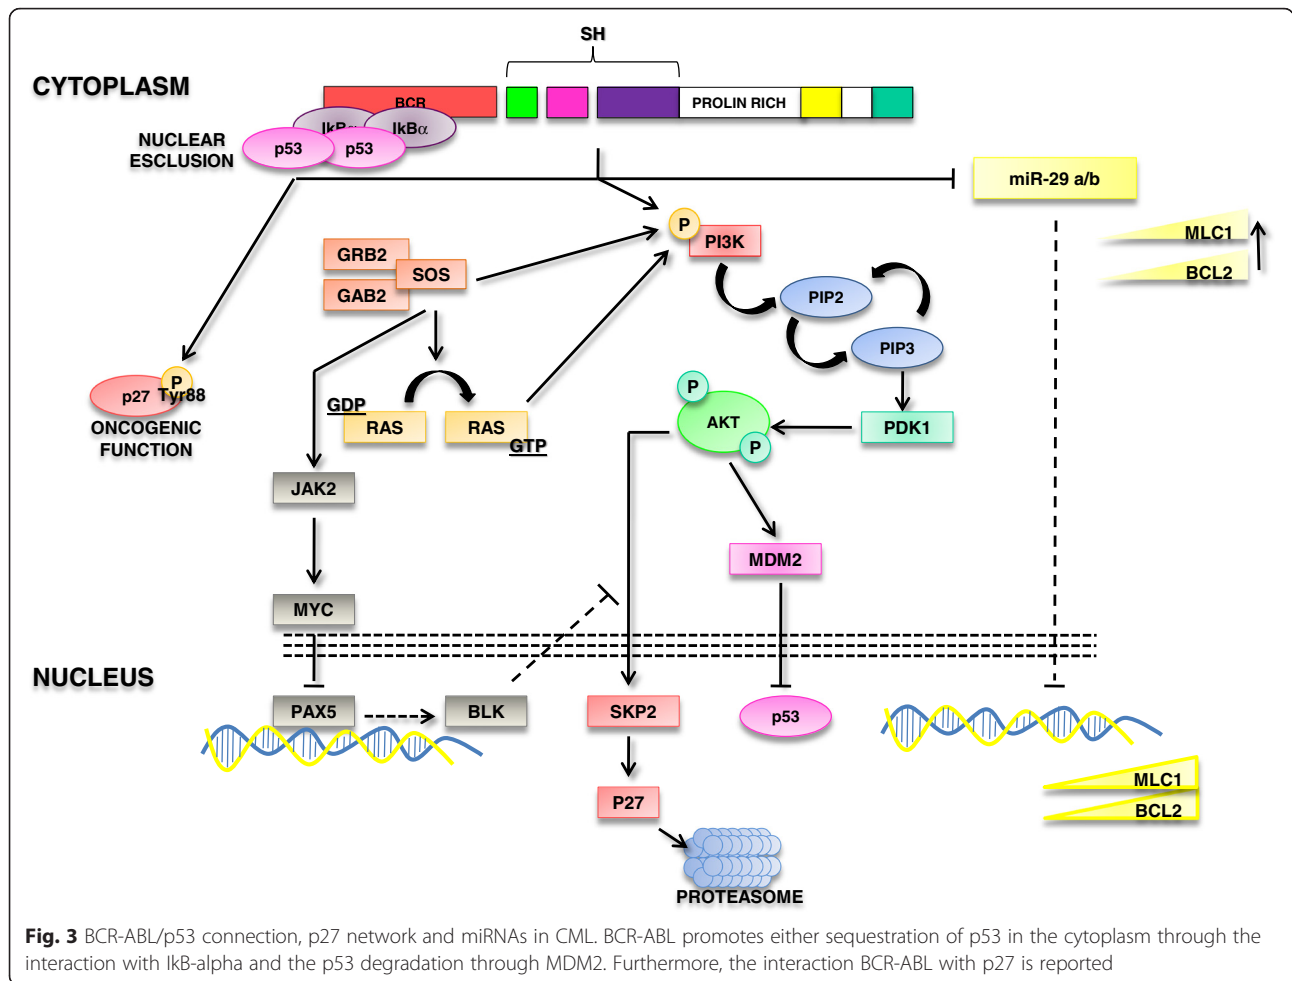 SH
CYTOPLASM
BCR
PROLIN RICH
IkBα
IkBα
NUCLEAR
ESCLUSION
p53
p53
miR-29 a/b
P
PI3K
MLC1
BCL2
GRB2
SOS
GAB2
PIP2
PIP3
P
Tyr88
p27
ONCOGENIC
FUNCTION
GDP
RAS
RAS
GTP
P
AKT
P
PDK1
JAK2
MDM2
MYC
NUCLEUS
PAX5
BLK
SKP2
p53
P27
MLC1
BCL2
PROTEASOME
Fig. 3 BCR-ABL/p53 connection, p27 network and miRNAs in CML. BCR-ABL promotes either sequestration of p53 in the cytoplasm through the
interaction with IkB-alpha and the p53 degradation through MDM2. Furthermore, the interaction BCR-ABL with p27 is reported